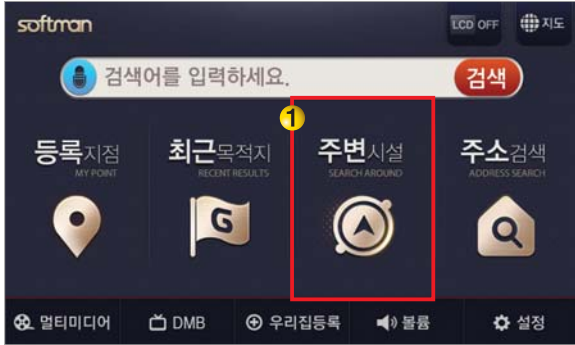 softman
LCD OFF
지도
검색어를 입력하세요.
검색
1
등록지점
MY POINT
최근목적지
RECENT RESULTS
G
주변시설
SEARCH AROUND
주소검색
ADDRESS SEARCH
멀티미디어
DMB
우리집등록
볼륨
설정